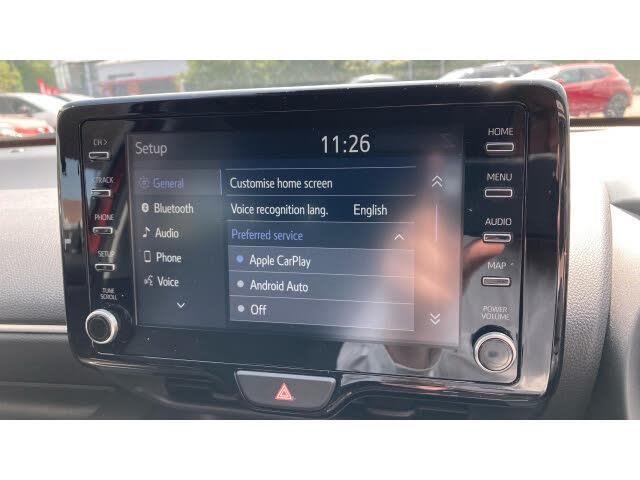 CH >
TRACK
PHONE
SETUP
TUNE
SCROLL
Setup
11:26
General
Bluetooth
Audio
Phone
Voice
Customise home screen
Voice recognition lang. English
Preferred service
Apple CarPlay
Android Auto
Off
HOME
MENU
AUDIO
MAP
POWER
VOLUME